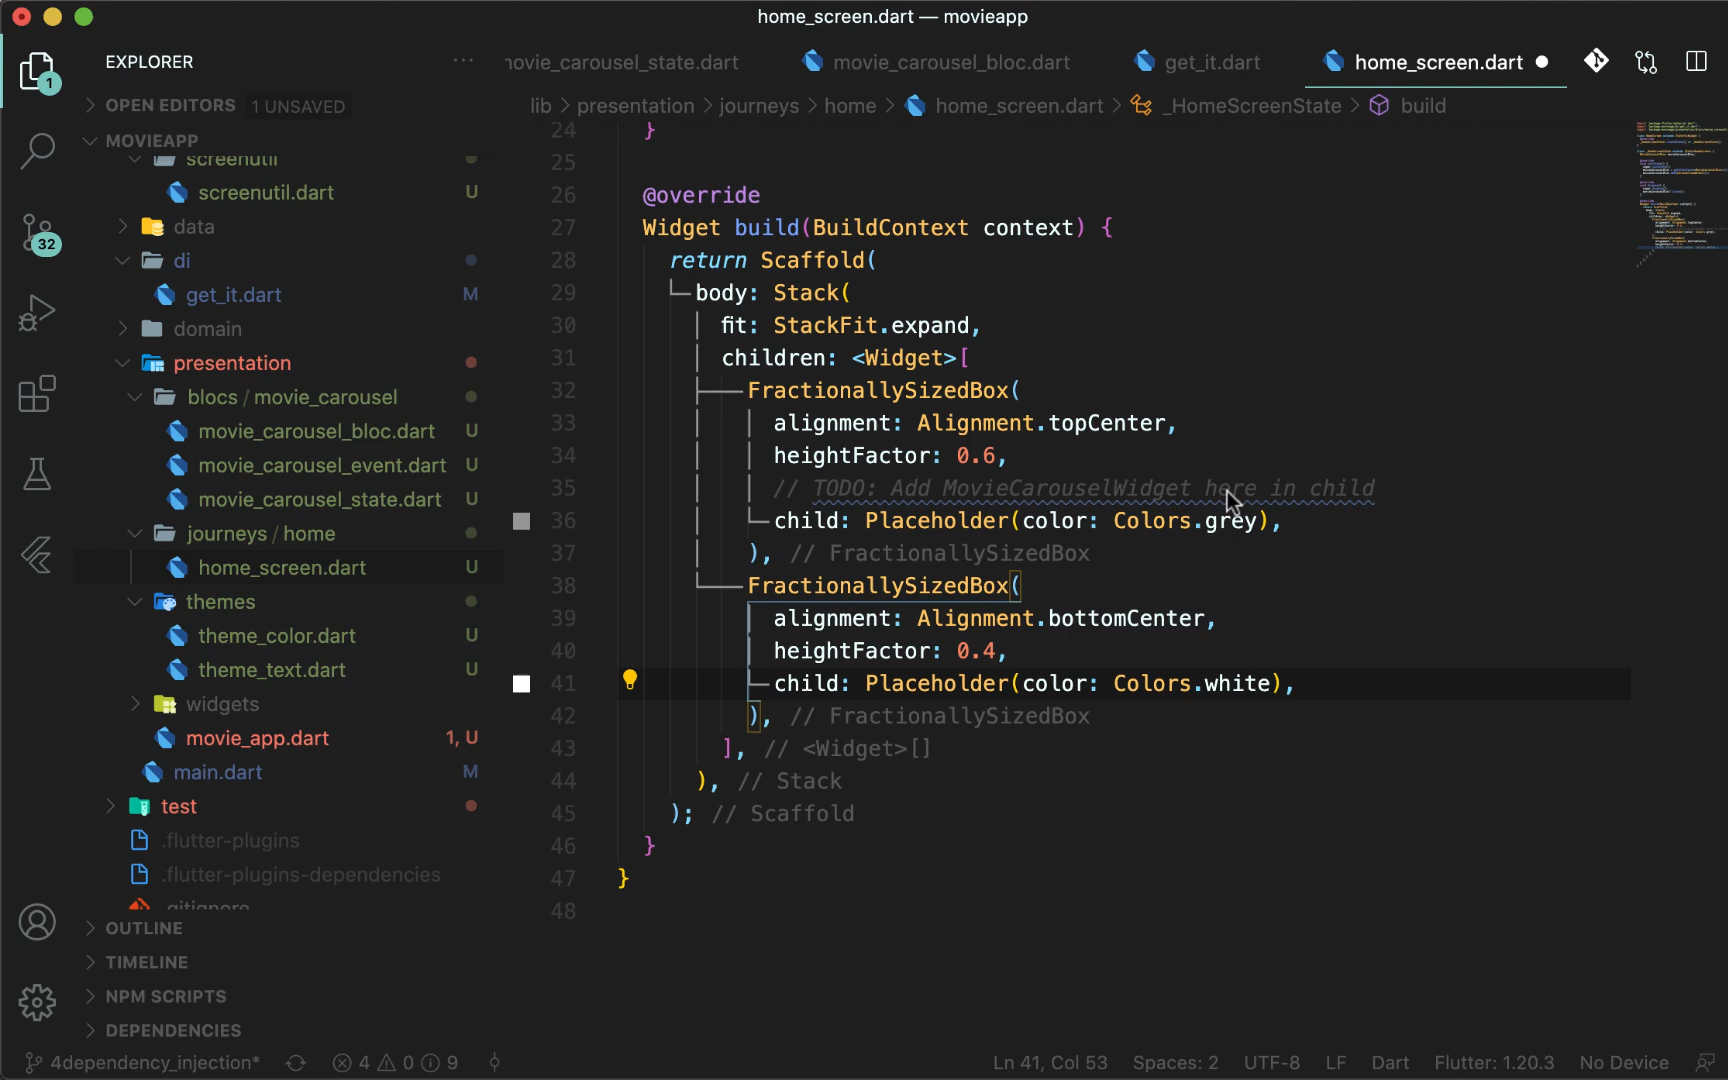 home_screen.dart — movieapp
EXPLORER
movie_carousel_state.dart
movie_carousel_bloc.dart
get_it.dart
home_screen.dart
1
OPEN EDITORS 1 UNSAVED
lib > presentation > journeys > home > home_screen.dart > _HomeScreenState > build
MOVIEAPP
screenutil
screenutil.dart U
data
di
get_it.dart M
domain
presentation
blocs / movie_carousel
movie_carousel_bloc.dart U
movie_carousel_event.dart U
movie_carousel_state.dart U
journeys / home
home_screen.dart U
themes
theme_color.dart U
theme_text.dart U
widgets
movie_app.dart 1, U
main.dart M
test
.flutter-plugins
.flutter-plugins-dependencies
.gitignore
32
OUTLINE
TIMELINE
NPM SCRIPTS
DEPENDENCIES
24 }
25
26 @override
27 Widget build(BuildContext context) {
28 return Scaffold(
29 body: Stack(
30 fit: StackFit.expand,
31 children: <Widget>[
32 FractionallySizedBox(
33 alignment: Alignment.topCenter,
34 heightFactor: 0.6,
35 // TODO: Add MovieCarouselWidget here in child
36 child: Placeholder(color: Colors.grey),
37 ), // FractionallySizedBox
38 FractionallySizedBox(
39 alignment: Alignment.bottomCenter,
40 heightFactor: 0.4,
41 child: Placeholder(color: Colors.white),
42 ), // FractionallySizedBox
43 ], // <Widget>[]
44 ), // Stack
45 ); // Scaffold
46 }
47 }
48
4dependency_injection* 4 0 9
Ln 41, Col 53 Spaces: 2 UTF-8 LF Dart Flutter: 1.20.3 No Device